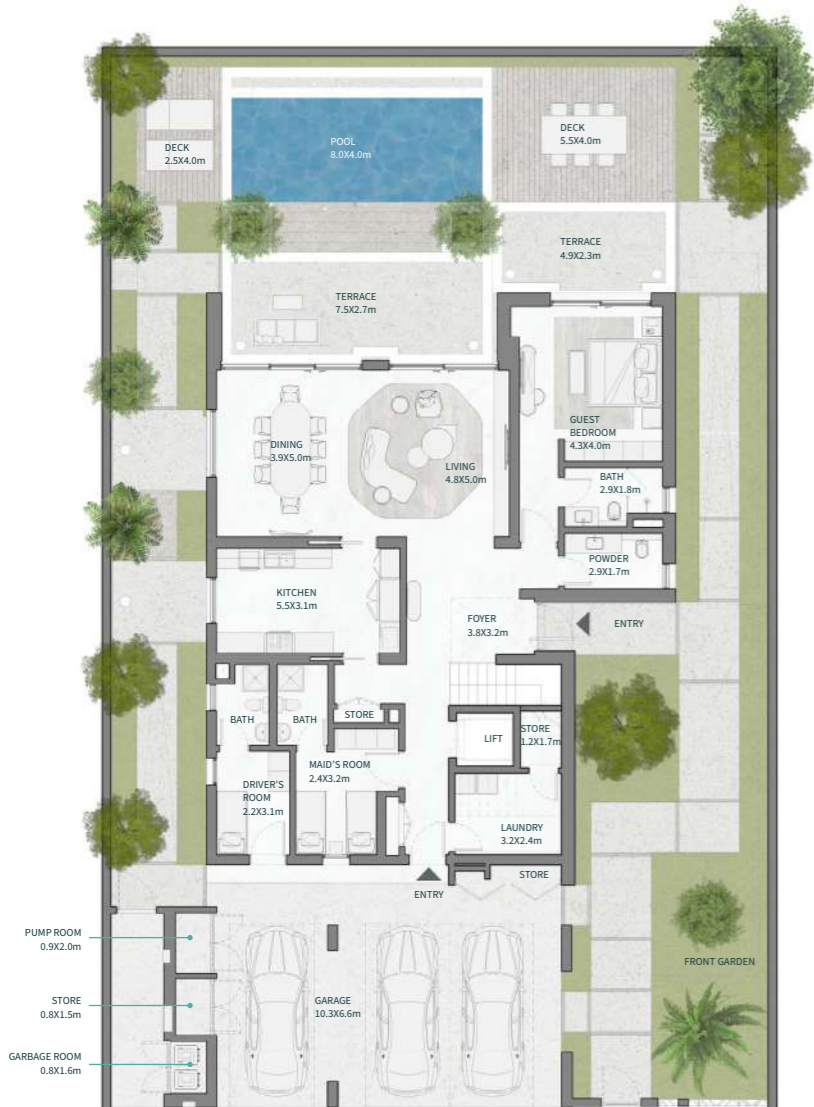 DECK
2.5X4.0m
POOL
8.0X4.0m
DECK
5.5X4.0m
TERRACE
4.9X2.3m
TERRACE
7.5X2.7m
GUEST
BEDROOM
4.3X4.0m
DINING
3.9X5.0m
LIVING
4.8X5.0m
BATH
2.9X1.8m
POWDER
2.9X1.7m
KITCHEN
5.5X3.1m
FOYER
3.8X3.2m
ENTRY
BATH
BATH
STORE
LIFT
STORE
1.2X1.7m
MAID'S ROOM
2.4X3.2m
DRIVER'S
ROOM
2.2X3.1m
LAUNDRY
3.2X2.4m
ENTRY
STORE
PUMP ROOM
0.9X2.0m
STORE
0.8X1.5m
GARBAGE ROOM
0.8X1.6m
GARAGE
10.3X6.6m
FRONT GARDEN